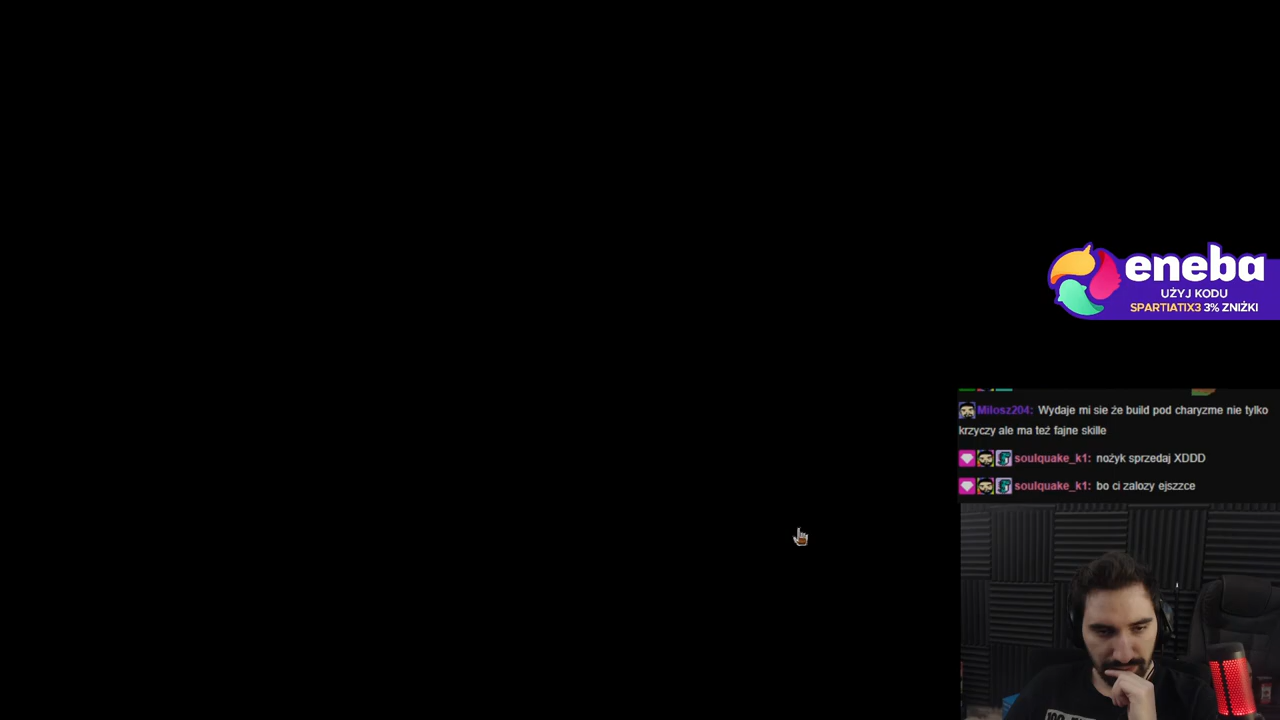 eneba
UŻYJ KODU
SPARTIATIX3 3% ZNIŻKI
Milosz204: Wydaje mi sie że build pod charyzme nie tylko
krzyczy ale ma też fajne skille
soulquake_k1: nożyk sprzedaj XDDD
soulquake_k1: bo ci zalozy ejszzce